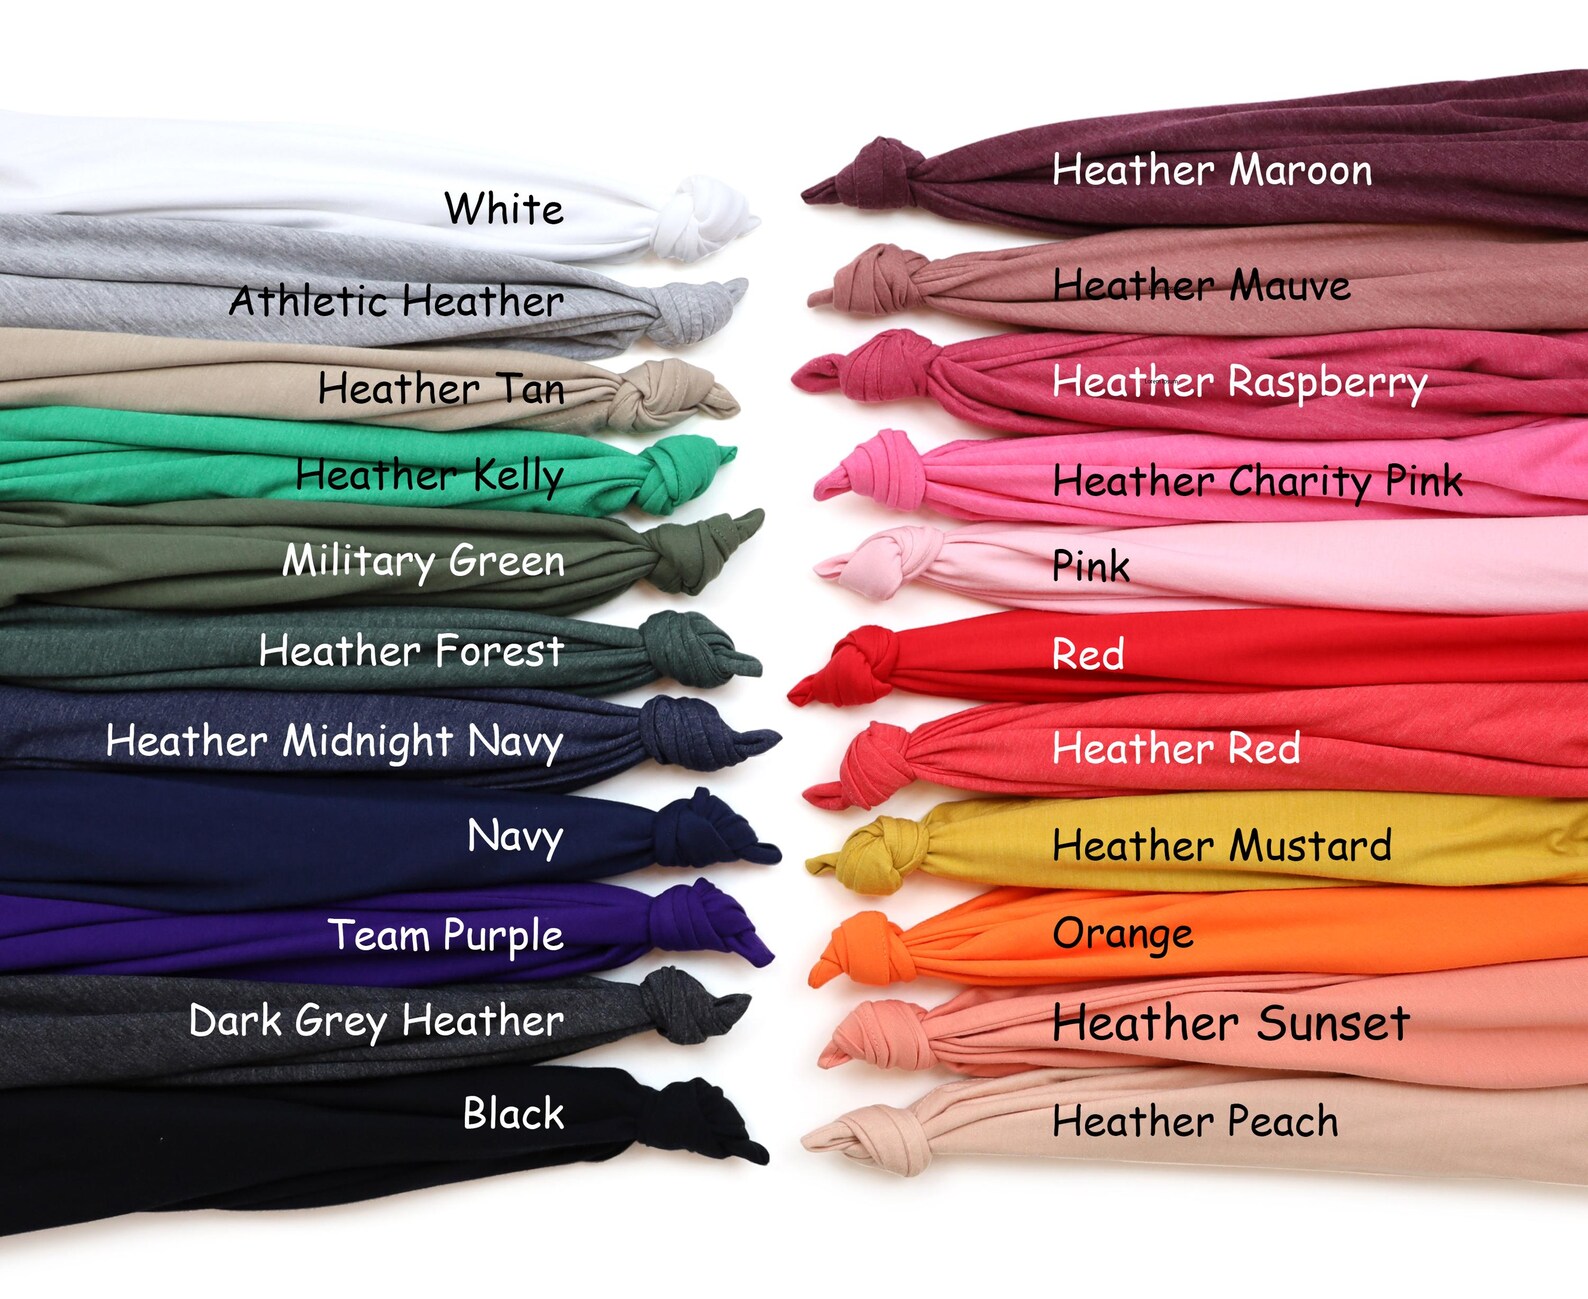 White
Athletic Heather
Heather Tan
Heather Kelly
Military Green
Heather Forest
Heather Midnight Navy
Navy
Team Purple
Dark Grey Heather
Black
Heather Maroon
Heather Mauve
Heather Raspberry
Heather Charity Pink
Pink
Red
Heather Red
Heather Mustard
Orange
Heather Sunset
Heather Peach